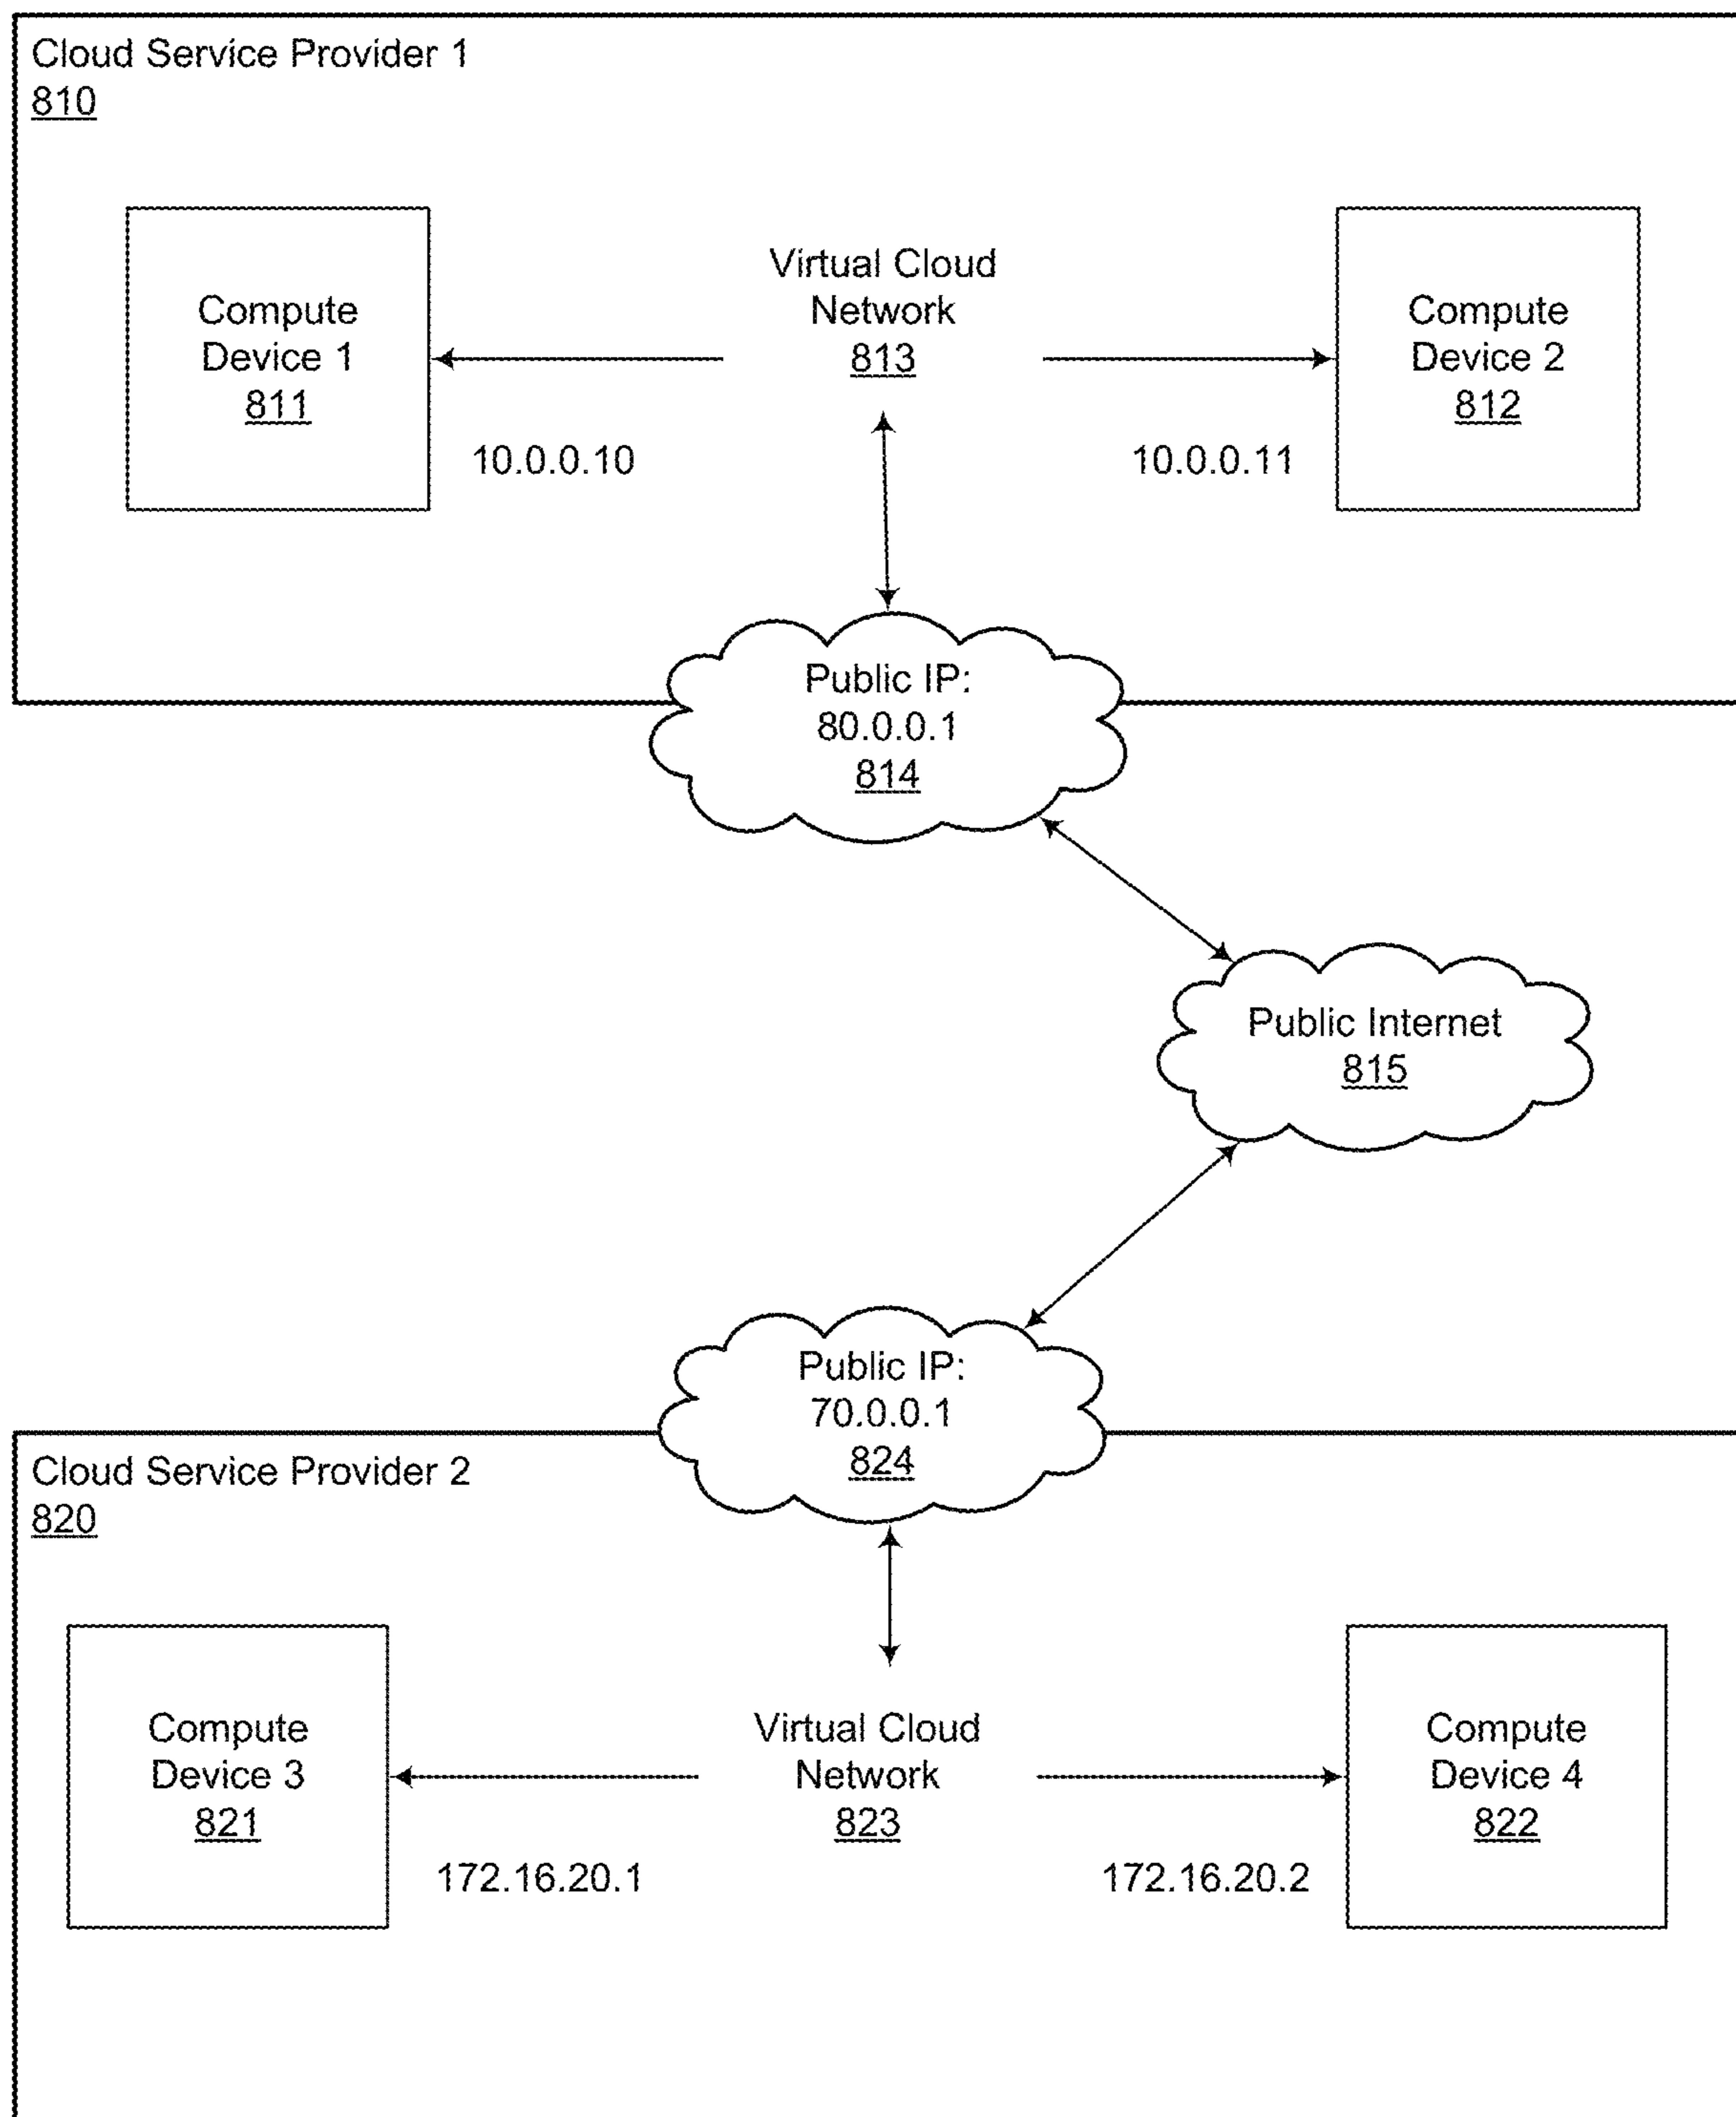 Cloud Service Provider 1
810
Compute
Device 1
811
10.0.0.10
Virtual Cloud
Network
813
10.0.0.11
Compute
Device 2
812
Public IP:
80.0.0.1
814
Public Internet
815
Public IP:
70.0.0.1
824
Cloud Service Provider 2
820
Compute
Device 3
821
172.16.20.1
Virtual Cloud
Network
823
172.16.20.2
Compute
Device 4
822